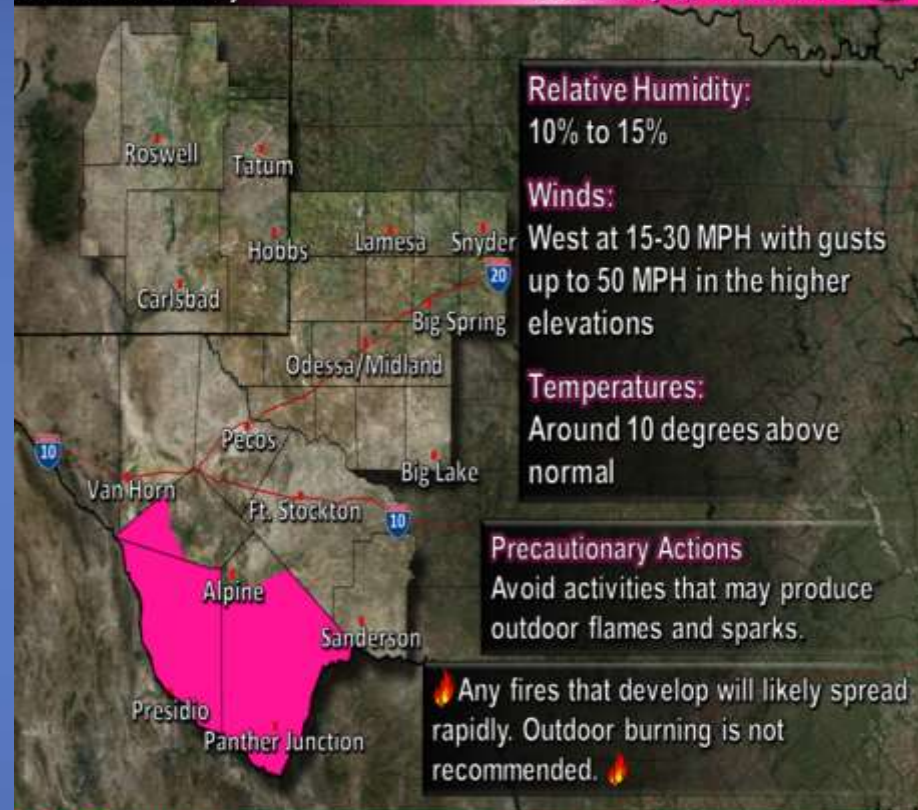 Relative Humidity:
10% to 15%
Winds:
West at 15-30 MPH with gusts
up to 50 MPH in the higher
elevations
Temperatures:
Around 10 degrees above
normal
Precautionary Actions
Avoid activities that may produce
outdoor flames and sparks.
🔥Any fires that develop will likely spread
rapidly. Outdoor burning is not
recommended. 🔥
Roswell
Tatum
Hobbs
Lamesa
Snyder
20
Carlsbad
Big Spring
Odessa/Midland
Pecos
10
Big Lake
Van Horn
Ft. Stockton
10
Alpine
Sanderson
Presidio
Panther Junction